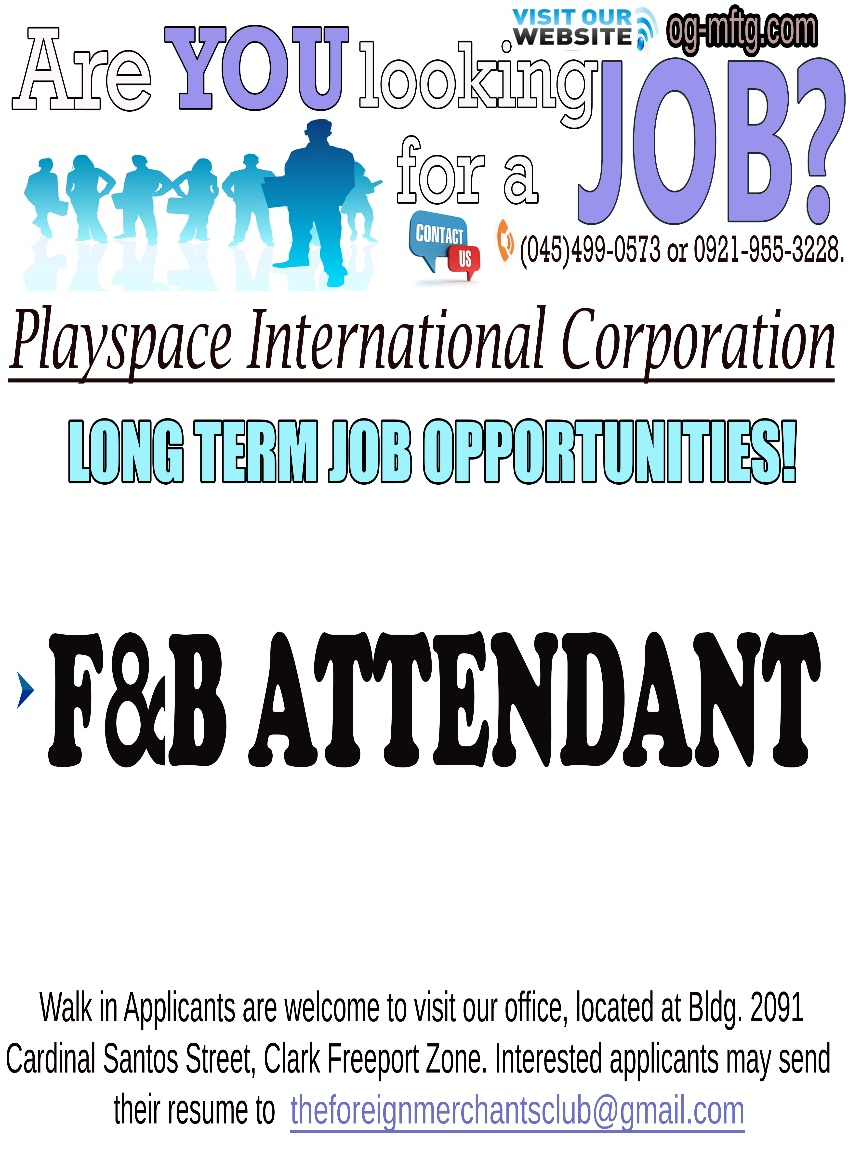 VISIT OUR
WEBSITE
og-mftg.com
Are YOU looking
for a JOB?
CONTACT
US
(045)499-0573 or 0921-955-3228.
Playspace International Corporation
LONG TERM JOB OPPORTUNITIES!
F&B ATTENDANT
Walk in Applicants are welcome to visit our office, located at Bldg. 2091
Cardinal Santos Street, Clark Freeport Zone. Interested applicants may send
their resume to theforeignmerchantsclub@gmail.com